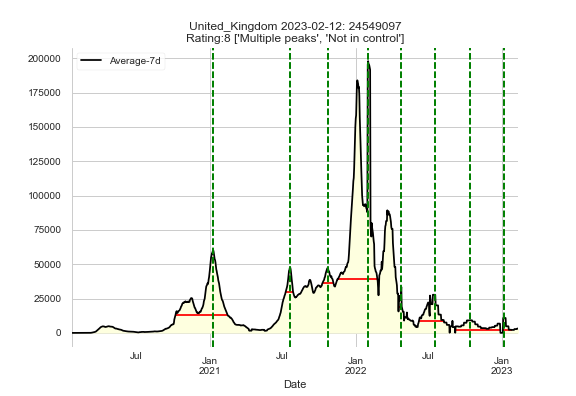 United_Kingdom 2023-02-12: 24549097
Rating:8 ['Multiple peaks', 'Not in control']
Average-7d
200000
175000
150000
125000
100000
75000
50000
25000
0
Jul
Jan
2021
Jul
Jan
2022
Jul
Jan
2023
Date